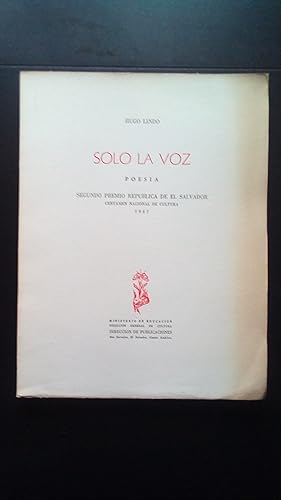 HUGO LINDO
SOLO LA VOZ
POESIA
SEGUNDO PREMIO REPUBLICA DE EL SALVADOR
CERTAMEN NACIONAL DE CULTURA
1967
MINISTERIO DE EDUCACION
DIRECCION GENERAL DE CULTURA
DIRECCION DE PUBLICACIONES
San Salvador, El Salvador, Centro América.